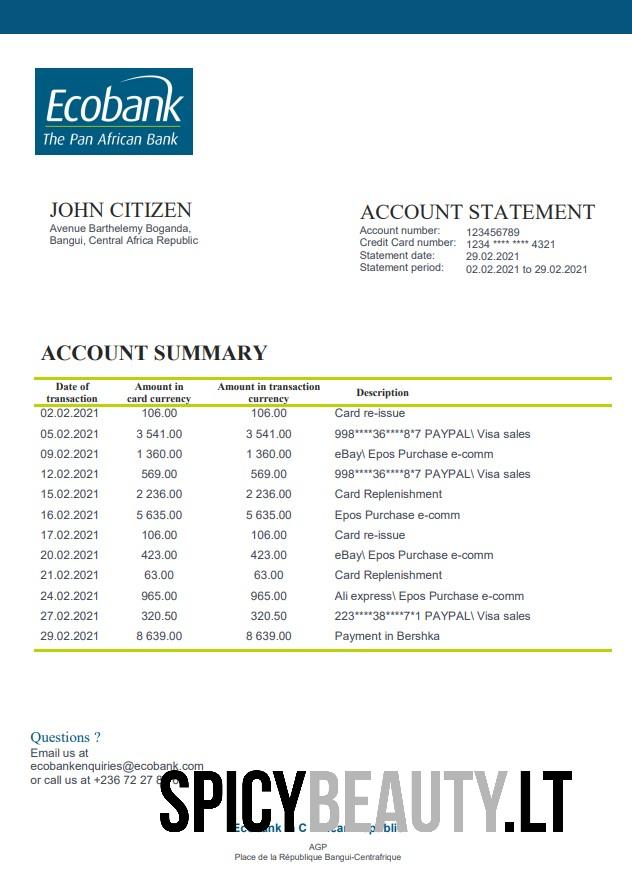 Ecobank
The Pan African Bank
JOHN CITIZEN
Avenue Barthelemy Boganda,
Bangui, Central Africa Republic
ACCOUNT STATEMENT
Account number: 123456789
Credit Card number: 1234 **** **** 4321
Statement date: 29.02.2021
Statement period: 02.02.2021 to 29.02.2021
ACCOUNT SUMMARY
Date of transaction Amount in card currency Amount in transaction currency Description
02.02.2021 106.00 106.00 Card re-issue
05.02.2021 3 541.00 3 541.00 998****36****8*7 PAYPAL\ Visa sales
09.02.2021 1 360.00 1 360.00 eBay\ Epos Purchase e-comm
12.02.2021 569.00 569.00 998****36****8*7 PAYPAL\ Visa sales
15.02.2021 2 236.00 2 236.00 Card Replenishment
16.02.2021 5 635.00 5 635.00 Epos Purchase e-comm
17.02.2021 106.00 106.00 Card re-issue
20.02.2021 423.00 423.00 eBay\ Epos Purchase e-comm
21.02.2021 63.00 63.00 Card Replenishment
24.02.2021 965.00 965.00 Ali express\ Epos Purchase e-comm
27.02.2021 320.50 320.50 223****38****7*1 PAYPAL\ Visa sales
29.02.2021 8 639.00 8 639.00 Payment in Bershka
Questions ?
Email us at
ecobankenquiries@ecobank.com
or call us at +236 72 27
SPICYBEAUTY.LT
AGP
Place de la République Bangui-Centrafrique